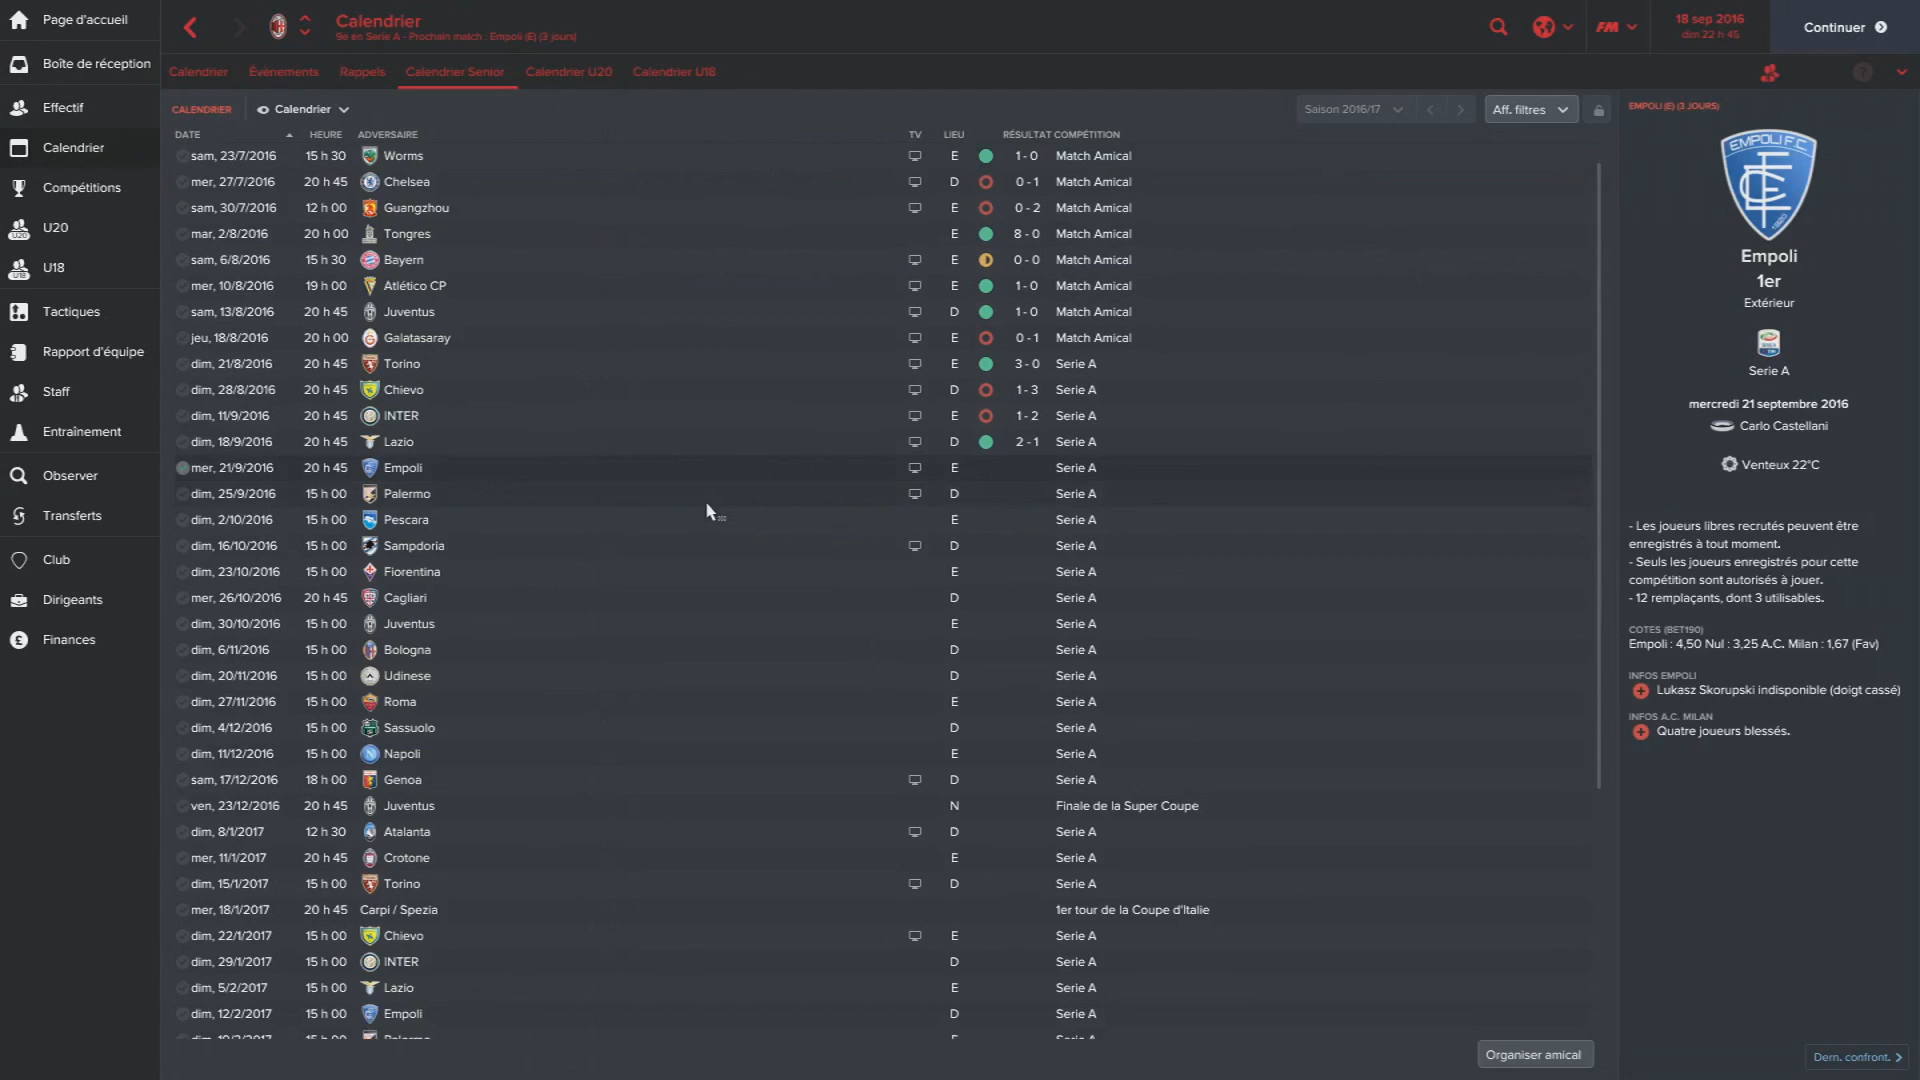 Page d'accueil
Boîte de réception
Effectif
Calendrier
Compétitions
U20
U18
Tactiques
Rapport d'équipe
Staff
Entraînement
Observer
Transferts
Club
Dirigeants
Finances
Calendrier
9e en Serie A - Prochain match : Empoli (E) (3 jours)
FM
18 sep 2016
dim 22 h 45
Continuer
Calendrier Évènements Rappels Calendrier Senior Calendrier U20 Calendrier U18
CALENDRIER Calendrier Saison 2016/17 Aff. filtres
DATE HEURE ADVERSAIRE TV LIEU RÉSULTAT COMPÉTITION
sam, 23/7/2016 15 h 30 Worms E 1 - 0 Match Amical
mer, 27/7/2016 20 h 45 Chelsea D 0 - 1 Match Amical
sam, 30/7/2016 12 h 00 Guangzhou E 0 - 2 Match Amical
mar, 2/8/2016 20 h 00 Tongres E 8 - 0 Match Amical
sam, 6/8/2016 15 h 30 Bayern E 0 - 0 Match Amical
mer, 10/8/2016 19 h 00 Atlético CP E 1 - 0 Match Amical
sam, 13/8/2016 20 h 45 Juventus D 1 - 0 Match Amical
jeu, 18/8/2016 20 h 00 Galatasaray E 0 - 1 Match Amical
dim, 21/8/2016 20 h 45 Torino E 3 - 0 Serie A
dim, 28/8/2016 20 h 45 Chievo D 1 - 3 Serie A
dim, 11/9/2016 20 h 45 INTER E 1 - 2 Serie A
dim, 18/9/2016 20 h 45 Lazio D 2 - 1 Serie A
mer, 21/9/2016 20 h 45 Empoli E Serie A
dim, 25/9/2016 15 h 00 Palermo D Serie A
dim, 2/10/2016 15 h 00 Pescara E Serie A
dim, 16/10/2016 15 h 00 Sampdoria D Serie A
dim, 23/10/2016 15 h 00 Fiorentina E Serie A
mer, 26/10/2016 20 h 45 Cagliari D Serie A
dim, 30/10/2016 15 h 00 Juventus E Serie A
dim, 6/11/2016 15 h 00 Bologna D Serie A
dim, 20/11/2016 15 h 00 Udinese D Serie A
dim, 27/11/2016 15 h 00 Roma E Serie A
dim, 4/12/2016 15 h 00 Sassuolo D Serie A
dim, 11/12/2016 15 h 00 Napoli E Serie A
sam, 17/12/2016 18 h 00 Genoa D Serie A
ven, 23/12/2016 20 h 45 Juventus N Finale de la Super Coupe
dim, 8/1/2017 12 h 30 Atalanta D Serie A
mer, 11/1/2017 20 h 45 Crotone E Serie A
dim, 15/1/2017 15 h 00 Torino D Serie A
mer, 18/1/2017 20 h 45 Carpi / Spezia 1er tour de la Coupe d'Italie
dim, 22/1/2017 15 h 00 Chievo E Serie A
dim, 29/1/2017 15 h 00 INTER D Serie A
dim, 5/2/2017 15 h 00 Lazio E Serie A
dim, 12/2/2017 15 h 00 Empoli D Serie A
Organiser amical
EMPOLI (E) (3 JOURS)
EMPOLI F.C.
1920
Empoli
1er
Extérieur
Serie A
mercredi 21 septembre 2016
Carlo Castellani
Venteux 22°C
- Les joueurs libres recrutés peuvent être
enregistrés à tout moment.
- Seuls les joueurs enregistrés pour cette
compétition sont autorisés à jouer.
- 12 remplaçants, dont 3 utilisables.
COTES (BET190)
Empoli : 4,50 Nul : 3,25 A.C. Milan : 1,67 (Fav)
INFOS EMPOLI
Lukasz Skorupski indisponible (doigt cassé)
INFOS A.C. MILAN
Quatre joueurs blessés.
Dern. confront.